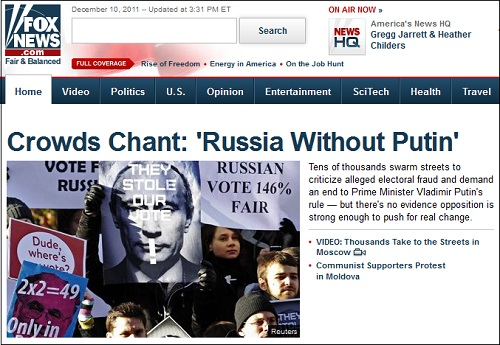 FOX
NEWS
.com
Fair & Balanced
December 10, 2011 – Updated at 3:31 PM ET
Search
ON AIR NOW »
NEWS
HQ
America's News HQ
Gregg Jarrett & Heather
Childers
FULL COVERAGE • Rise of Freedom • Energy in America • On the Job Hunt
Home Video Politics U.S. Opinion Entertainment SciTech Health Travel
Crowds Chant: 'Russia Without Putin'
VOTE F
RUSS
THEY
STOLE
OUR
VOTE
!
RUSSIAN
VOTE 146%
FAIR
Dude,
where's
vote?
2x2=49
Only in
THEY
Reuters
Tens of thousands swarm streets to
criticize alleged electoral fraud and demand
an end to Prime Minister Vladimir Putin's
rule — but there's no evidence opposition is
strong enough to push for real change.
• VIDEO: Thousands Take to the Streets in
Moscow
• Communist Supporters Protest
in Moldova